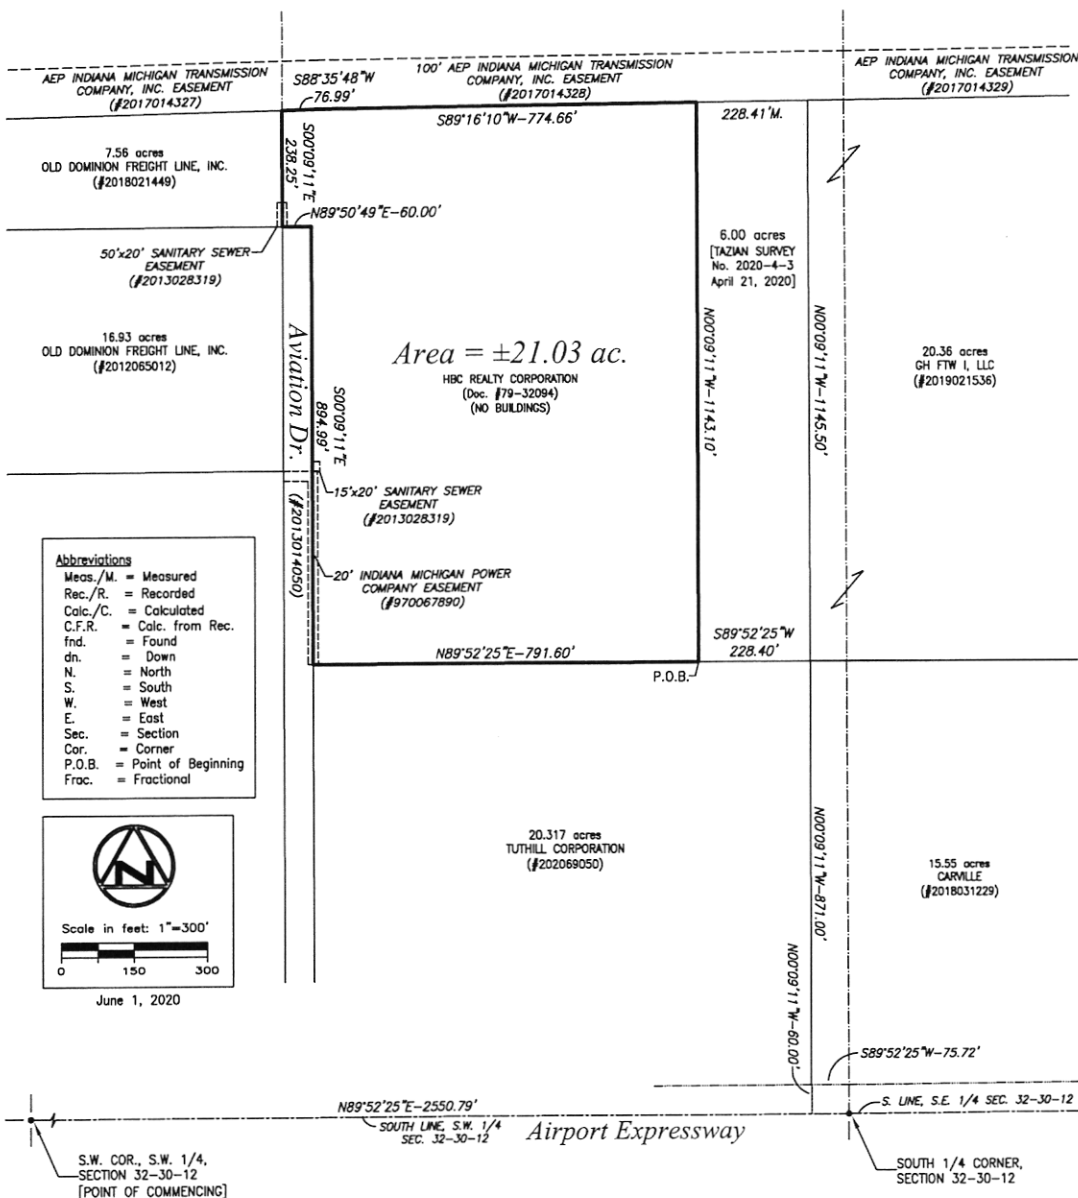 AEP INDIANA MICHIGAN TRANSMISSION
COMPANY, INC. EASEMENT
(#2017014327)
S88°35'48"W
76.99'
100' AEP INDIANA MICHIGAN TRANSMISSION
COMPANY, INC. EASEMENT
(#2017014328)
AEP INDIANA MICHIGAN TRANSMISSION
COMPANY, INC. EASEMENT
(#2017014329)
S89°16'10"W-774.66'
228.41'M.
7.56 acres
OLD DOMINION FREIGHT LINE, INC.
(#2018021449)
S00°09'11"E
238.25'
N89°50'49"E-60.00'
50'x20' SANITARY SEWER
EASEMENT
(#2013028319)
6.00 acres
[TAZIAN SURVEY
No. 2020-4-3
April 21, 2020]
16.93 acres
OLD DOMINION FREIGHT LINE, INC.
(#2012065012)
Aviation Dr.
(#2013014050)
S00°09'11"E
894.99'
Area = ±21.03 ac.
HBC REALTY CORPORATION
(Doc. #79-32094)
(NO BUILDINGS)
N00°09'11"W-1143.10'
N00°09'11"W-1145.50'
20.36 acres
GH FTW I, LLC
(#2019021536)
15'x20' SANITARY SEWER
EASEMENT
(#2013028319)
20' INDIANA MICHIGAN POWER
COMPANY EASEMENT
(#970067890)
N89°52'25"E-791.60'
S89°52'25"W
228.40'
P.O.B.
Abbreviations
Meas./M. = Measured
Rec./R. = Recorded
Calc./C. = Calculated
C.F.R. = Calc. from Rec.
fnd. = Found
dn. = Down
N. = North
S. = South
W. = West
E. = East
Sec. = Section
Cor. = Corner
P.O.B. = Point of Beginning
Frac. = Fractional
N
Scale in feet: 1"=300'
0 150 300
June 1, 2020
20.317 acres
TUTHILL CORPORATION
(#202069050)
N00°09'11"W-871.00'
15.55 acres
CARVILLE
(#2018031229)
N00°09'11"W-60.00'
S89°52'25"W-75.72'
N89°52'25"E-2550.79'
SOUTH LINE, S.W. 1/4
SEC. 32-30-12
Airport Expressway
S. LINE, S.E. 1/4 SEC. 32-30-12
S.W. COR., S.W. 1/4,
SECTION 32-30-12
[POINT OF COMMENCING]
SOUTH 1/4 CORNER,
SECTION 32-30-12